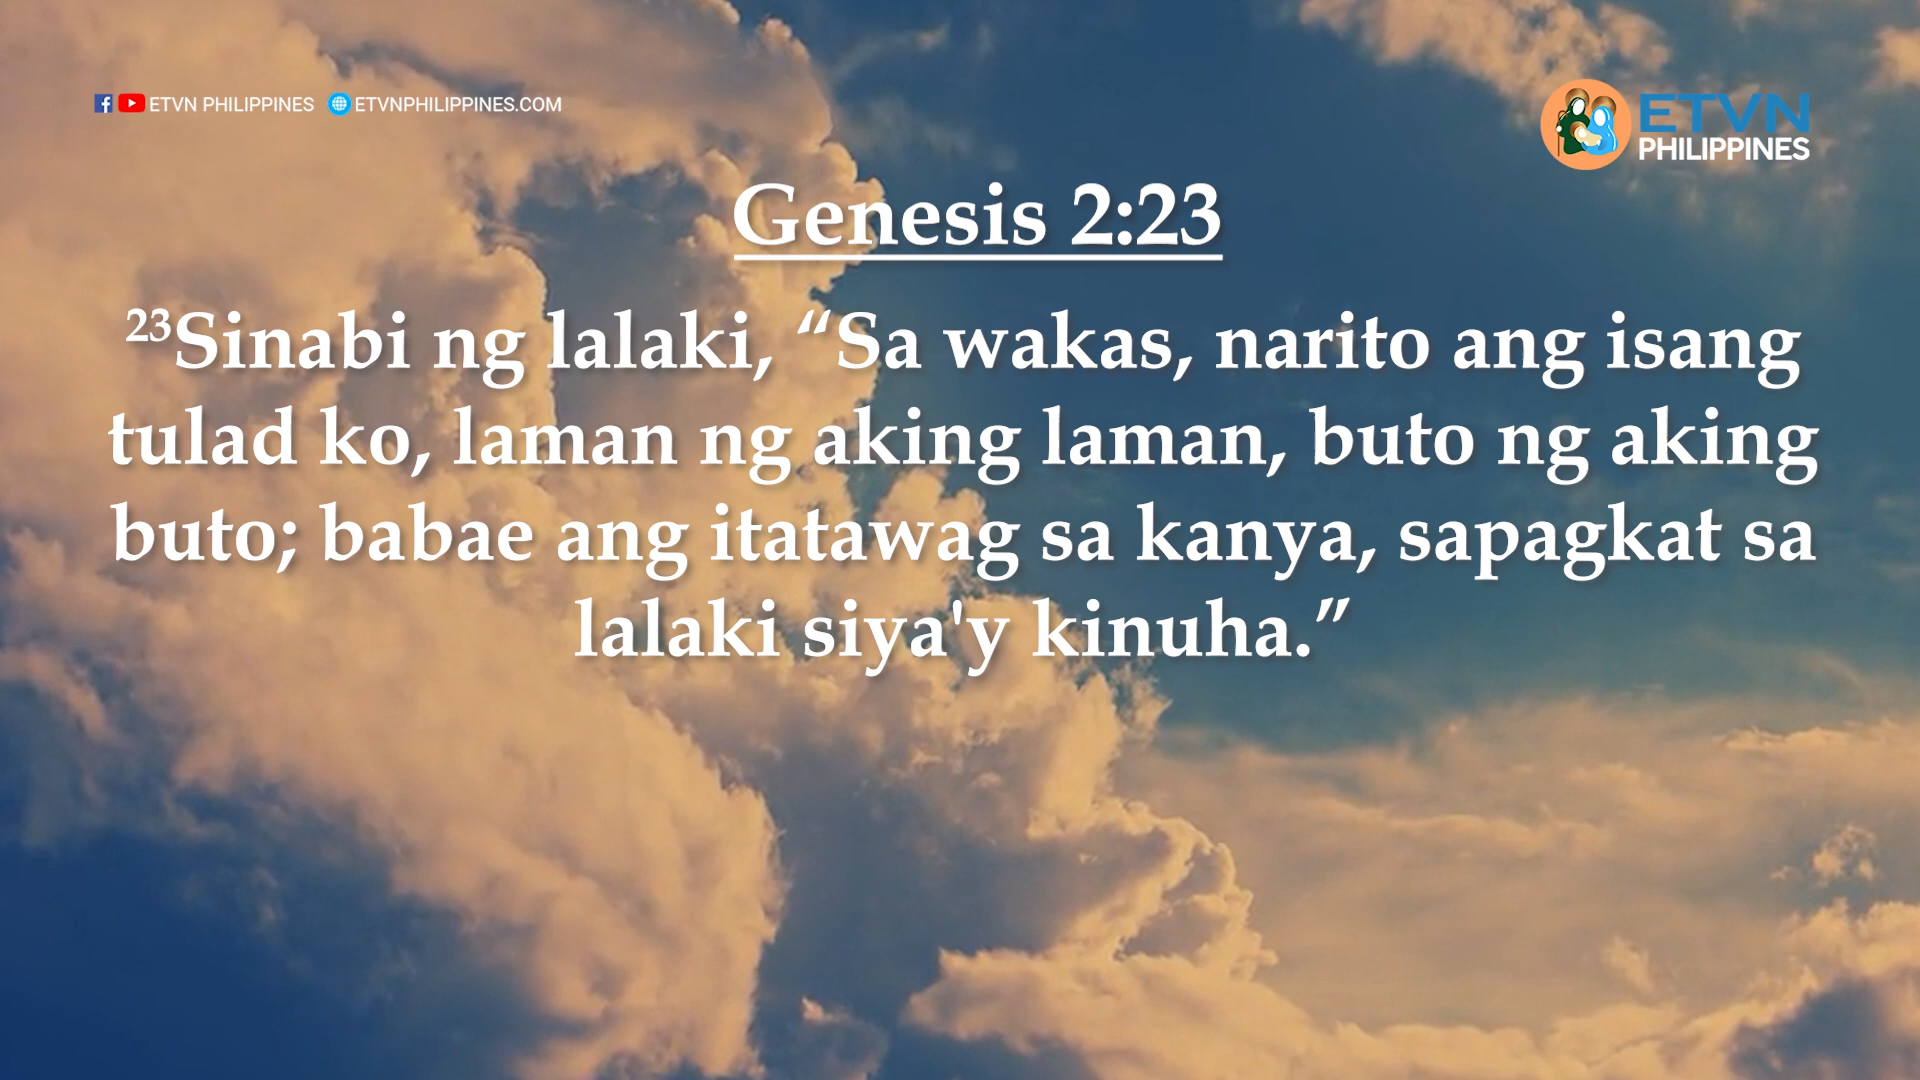 ETVN PHILIPPINES ETVNPHILIPPINES.COM
ETVN
PHILIPPINES
Genesis 2:23
²³Sinabi ng lalaki, “Sa wakas, narito ang isang
tulad ko, laman ng aking laman, buto ng aking
buto; babae ang itatawag sa kanya, sapagkat sa
lalaki siya'y kinuha.”